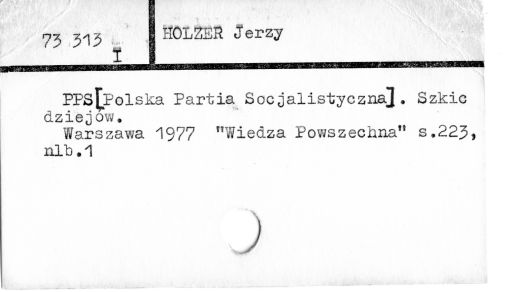 73 313
I
HOLZER Jerzy
PPS[Polska Partia Socjalistyczna]. Szkic
dziejów.
Warszawa 1977 "Wiedza Powszechna" s.223,
nlb.1